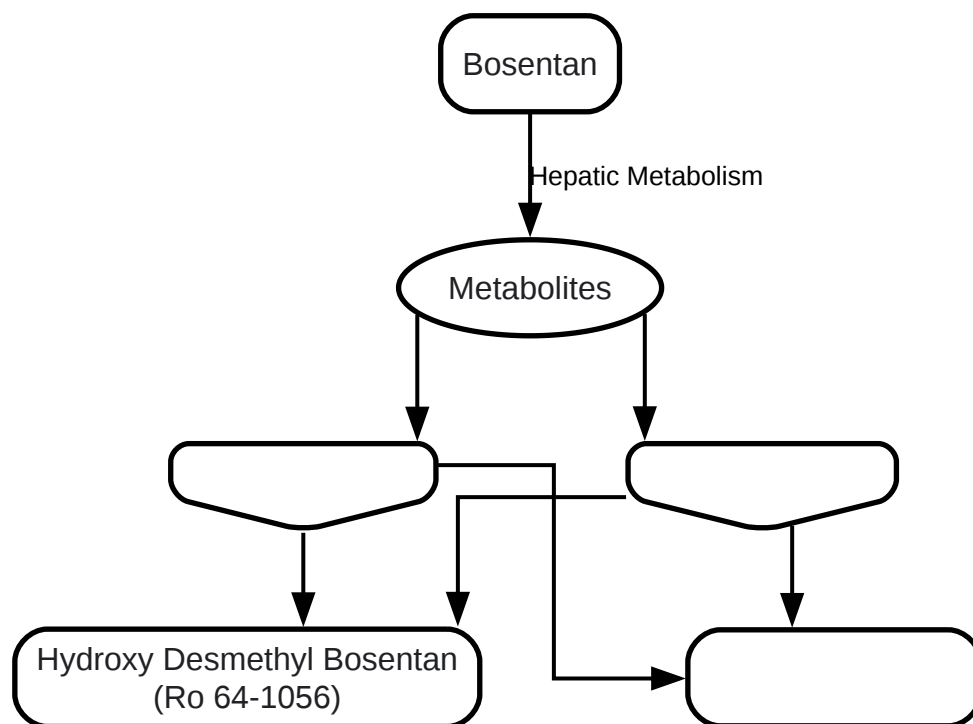 Bosentan
Hepatic Metabolism
Metabolites
Hydroxy Desmethyl Bosentan
(Ro 64-1056)